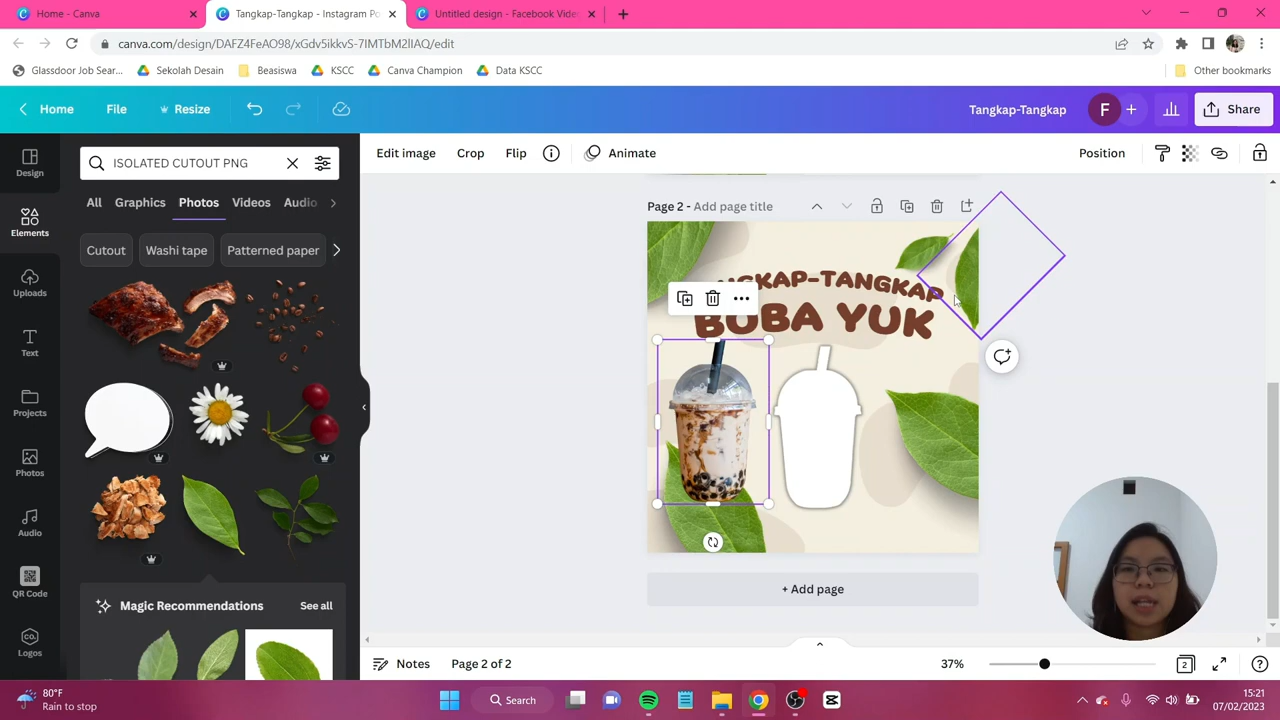 Home - Canva
Tangkap-Tangkap - Instagram Po
Untitled design - Facebook Vide
canva.com/design/DAFZ4FeAO98/xGdv5ikkvS-7IMTbM2lIAQ/edit
Glassdoor Job Sear...
Sekolah Desain
Beasiswa
KSCC
Canva Champion
Data KSCC
Other bookmarks
Home
File
Resize
Tangkap-Tangkap
F
Share
Design
Elements
Uploads
Text
Projects
Photos
Audio
QR Code
Logos
ISOLATED CUTOUT PNG
All
Graphics
Photos
Videos
Audio
Cutout
Washi tape
Patterned paper
Magic Recommendations
See all
Edit image
Crop
Flip
Animate
Position
Page 2 - Add page title
NGKAP-TANGKAP
BOBA YUK
+ Add page
Notes
Page 2 of 2
37%
2
80°F
Rain to stop
Search
15:21
07/02/2023